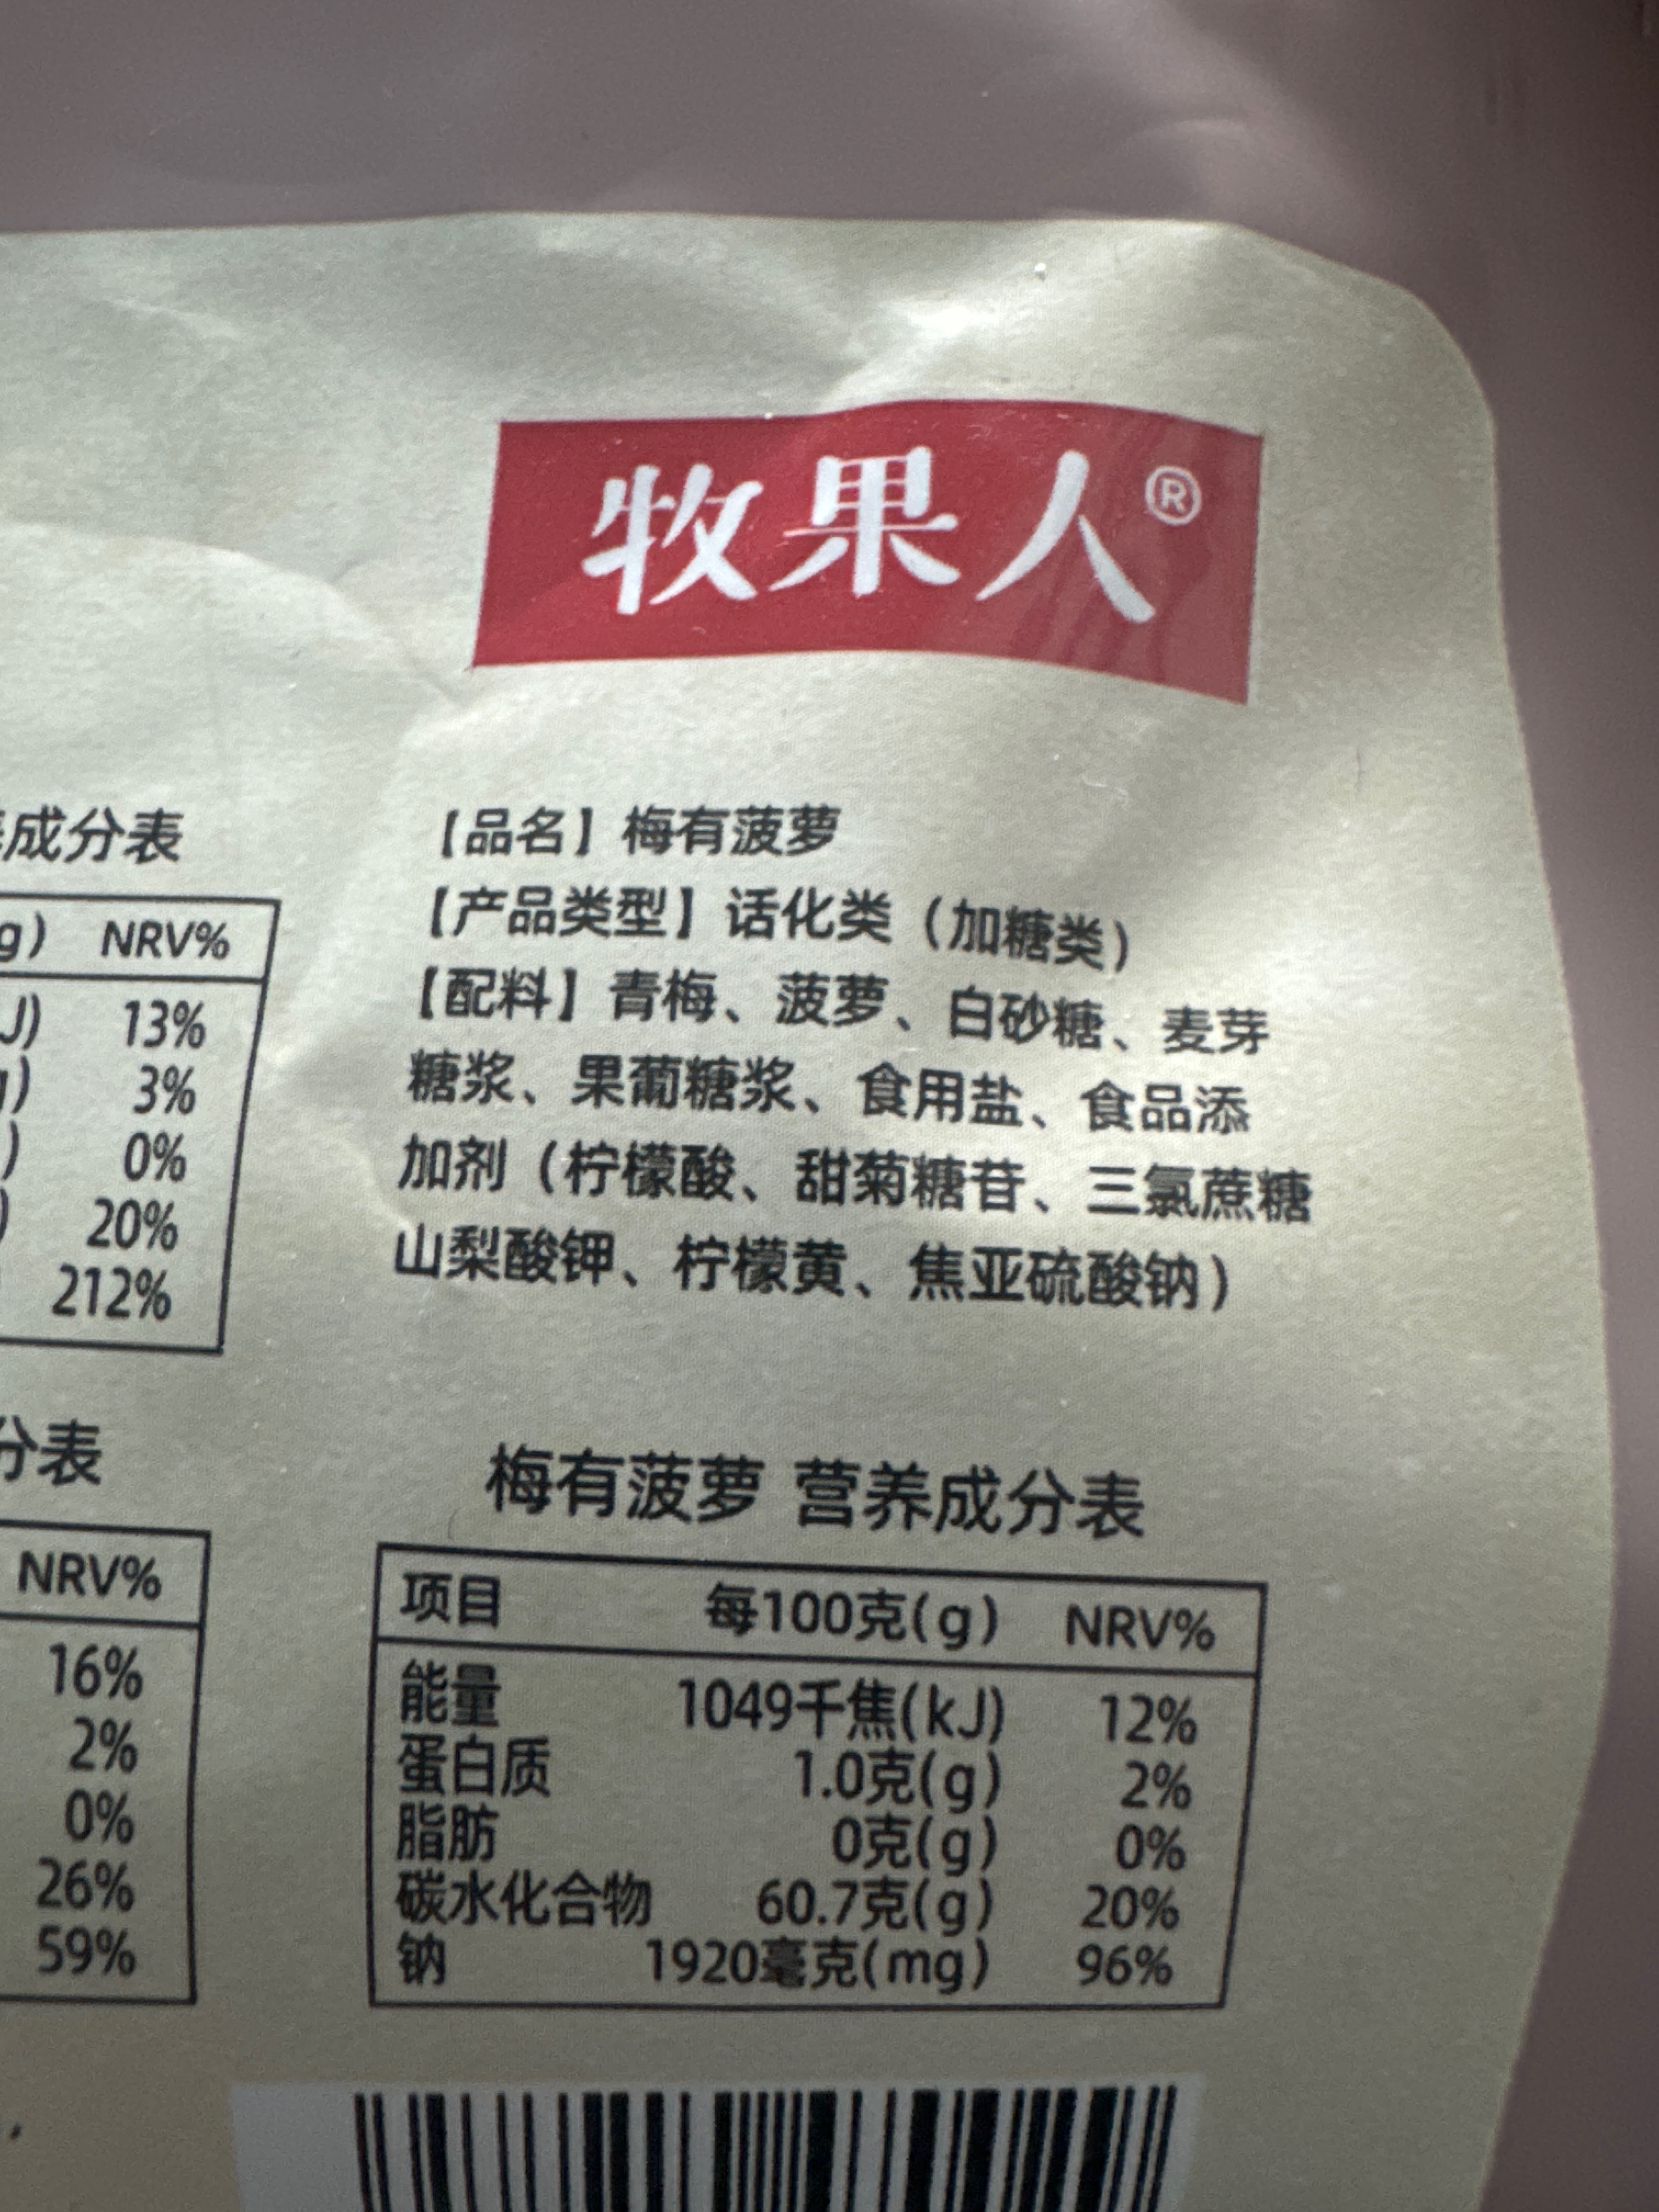 牧果人®
成分表
g) NRV%
J) 13%
) 3%
) 0%
) 20%
212%
分表
NRV%
16%
2%
0%
26%
59%
【品名】梅有菠萝
【产品类型】话化类（加糖类）
【配料】青梅、菠萝、白砂糖、麦芽
糖浆、果葡糖浆、食用盐、食品添
加剂（柠檬酸、甜菊糖苷、三氯蔗糖
山梨酸钾、柠檬黄、焦亚硫酸钠）
梅有菠萝 营养成分表
项目 每100克(g) NRV%
能量 1049千焦(kJ) 12%
蛋白质 1.0克(g) 2%
脂肪 0克(g) 0%
碳水化合物 60.7克(g) 20%
钠 1920毫克(mg) 96%